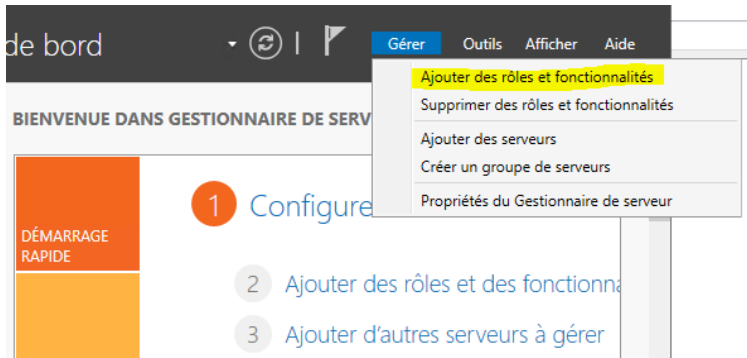 de bord
Gérer Outils Afficher Aide
Ajouter des rôles et fonctionnalités
Supprimer des rôles et fonctionnalités
Ajouter des serveurs
Créer un groupe de serveurs
Propriétés du Gestionnaire de serveur
BIENVENUE DANS GESTIONNAIRE DE SERV
DÉMARRAGE
RAPIDE
1 Configure
2 Ajouter des rôles et des fonctionna
3 Ajouter d'autres serveurs à gérer